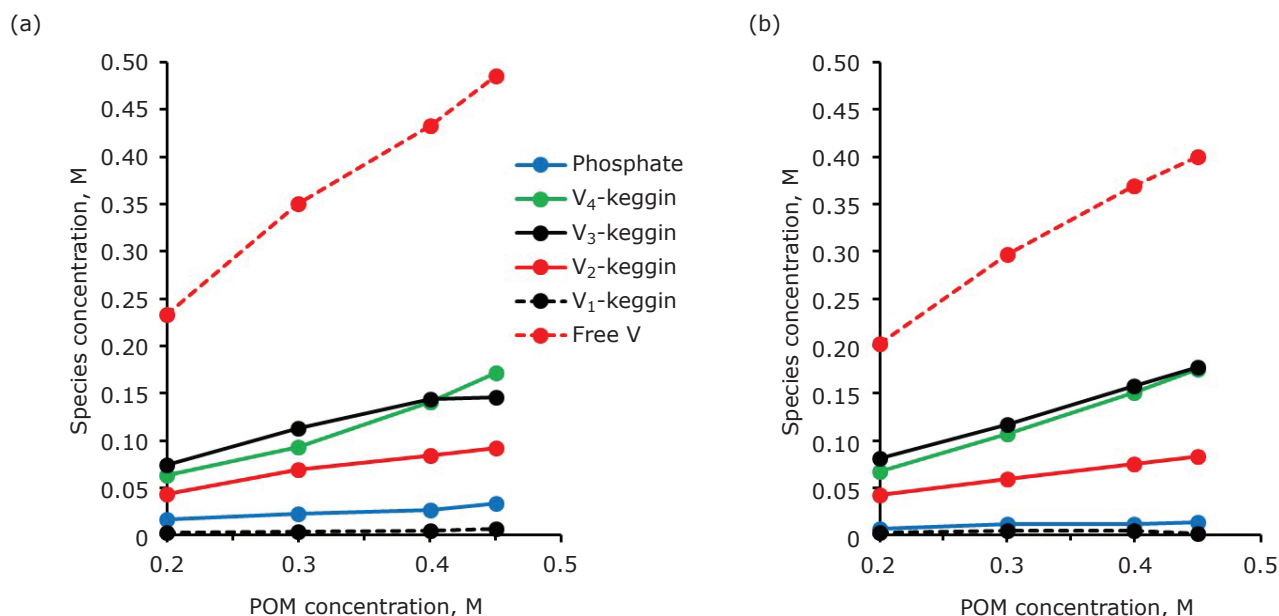 (a)
Species concentration, M
0.50
0.45
0.40
0.35
0.30
0.25
0.20
0.15
0.10
0.05
0
0.2
0.3
0.4
0.5
POM concentration, M
Phosphate
V4-keggin
V3-keggin
V2-keggin
V1-keggin
Free V
(b)
Species concentration, M
0.50
0.45
0.40
0.35
0.30
0.25
0.20
0.15
0.10
0.05
0
0.2
0.3
0.4
0.5
POM concentration, M